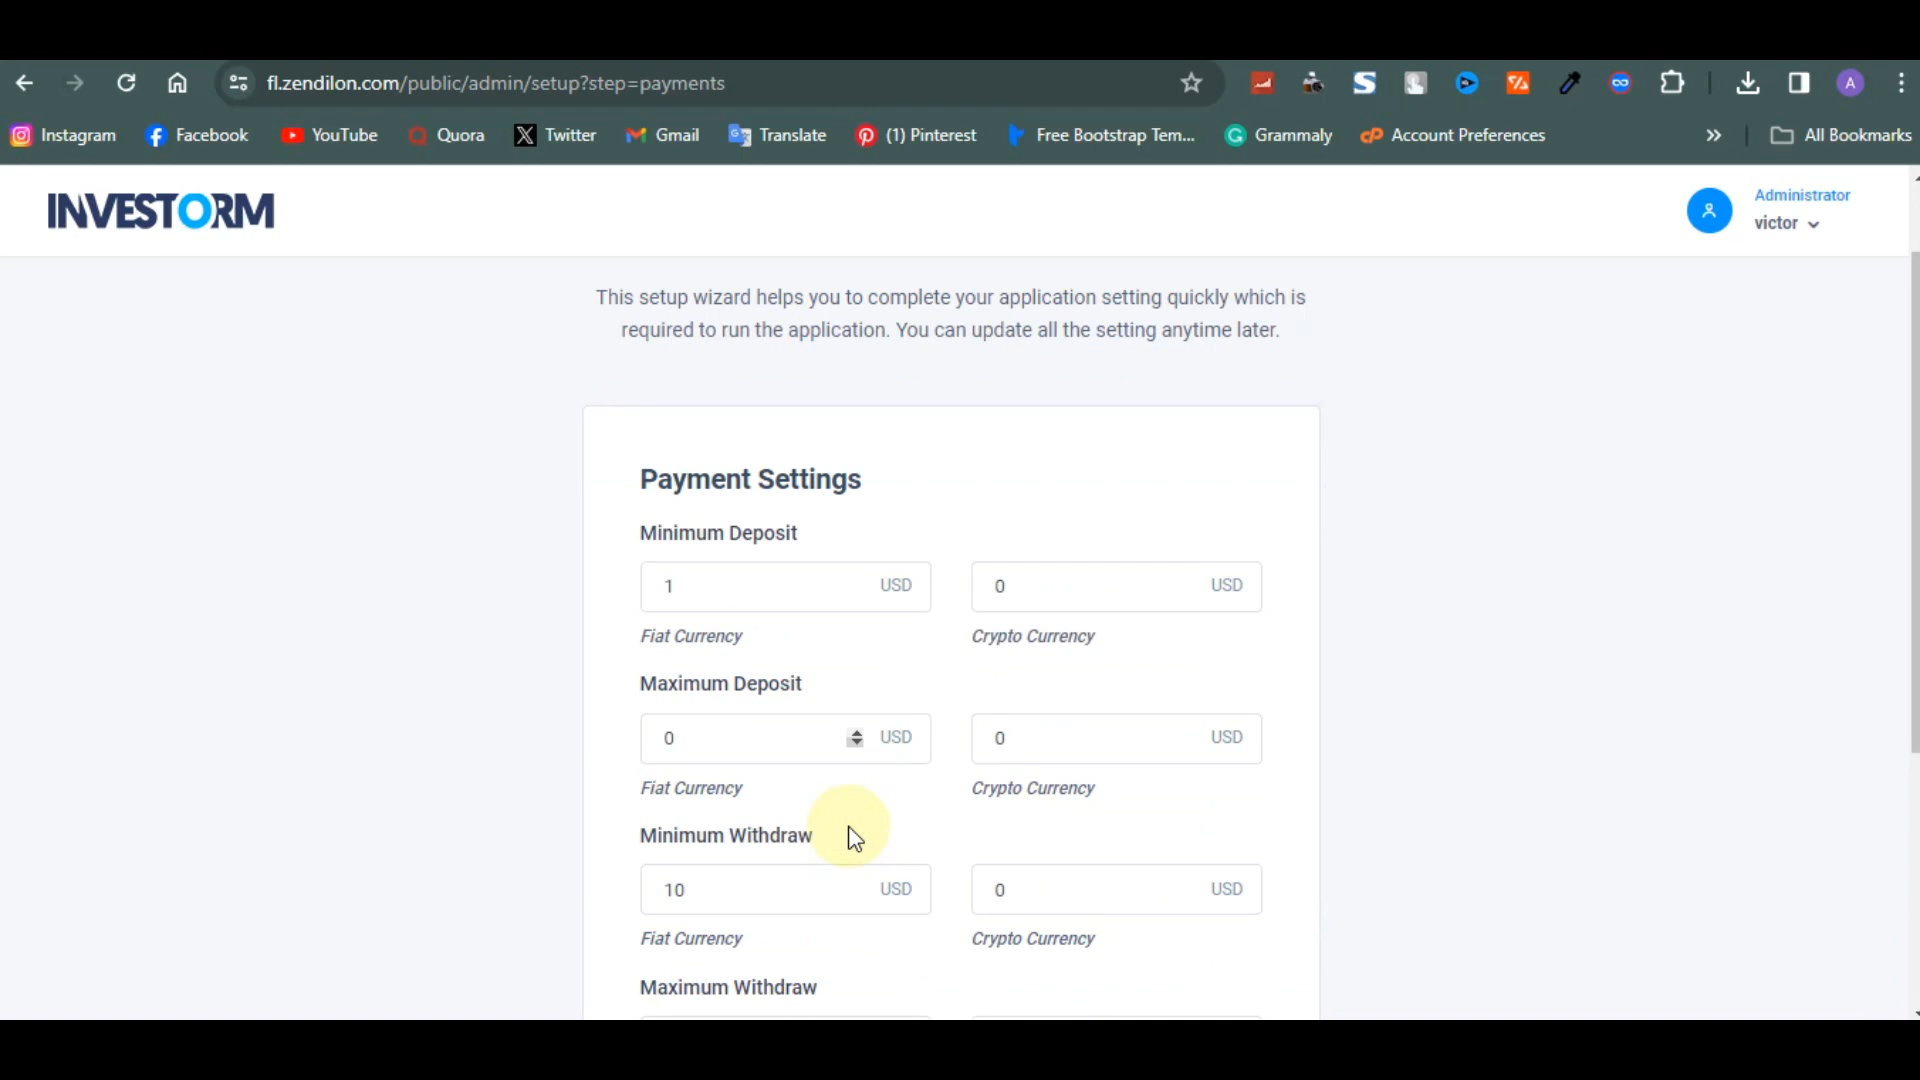 fl.zendilon.com/public/admin/setup?step=payments
A
Instagram
Facebook
YouTube
Quora
Twitter
Gmail
Translate
(1) Pinterest
Free Bootstrap Tem...
Grammaly
Account Preferences
All Bookmarks
INVESTORM
Administrator
victor
This setup wizard helps you to complete your application setting quickly which is
required to run the application. You can update all the setting anytime later.
Payment Settings
Minimum Deposit
1 USD
0 USD
Fiat Currency
Crypto Currency
Maximum Deposit
0 USD
0 USD
Fiat Currency
Crypto Currency
Minimum Withdraw
10 USD
0 USD
Fiat Currency
Crypto Currency
Maximum Withdraw